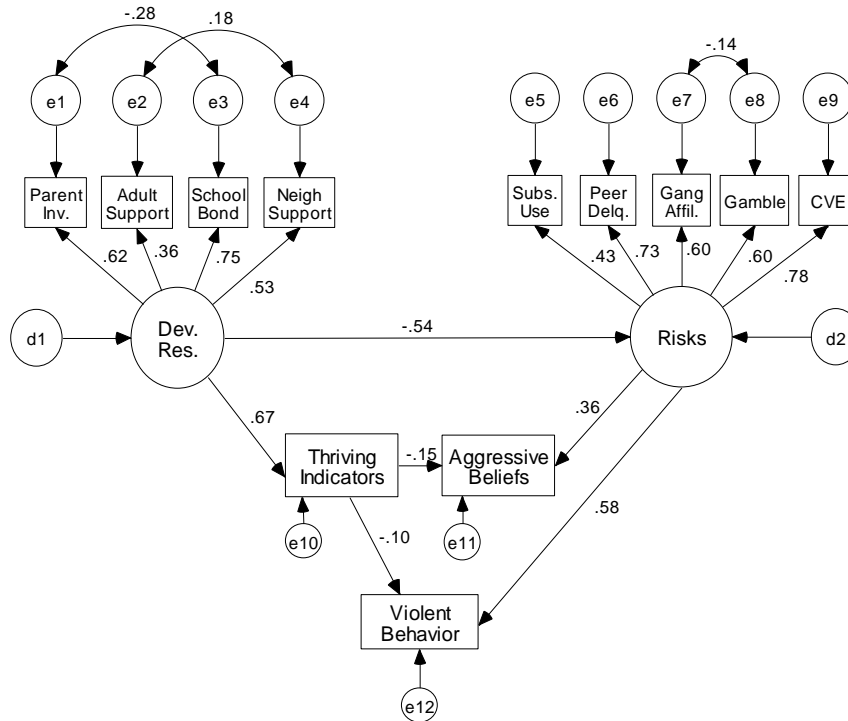 -.28
.18
-.14
e1
e2
e3
e4
e5
e6
e7
e8
e9
Parent
Inv.
Adult
Support
School
Bond
Neigh
Support
Subs.
Use
Peer
Delq.
Gang
Affil.
Gamble
CVE
.62
.36
.75
.53
.43
.73
.60
.60
.78
d1
Dev.
Res.
-.54
Risks
d2
.67
.36
Thriving
Indicators
-.15
Aggressive
Beliefs
e10
-.10
e11
.58
Violent
Behavior
e12